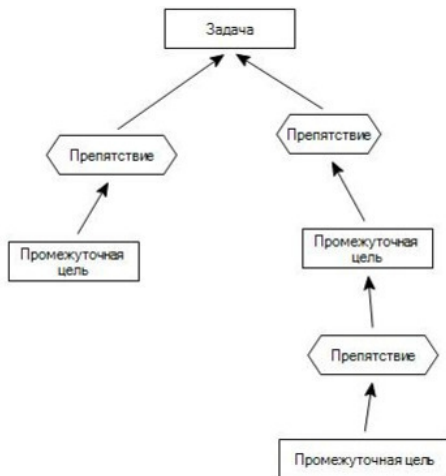 Задача
Препятствие
Препятствие
Промежуточная
цель
Промежуточная
цель
Препятствие
Промежуточная цель